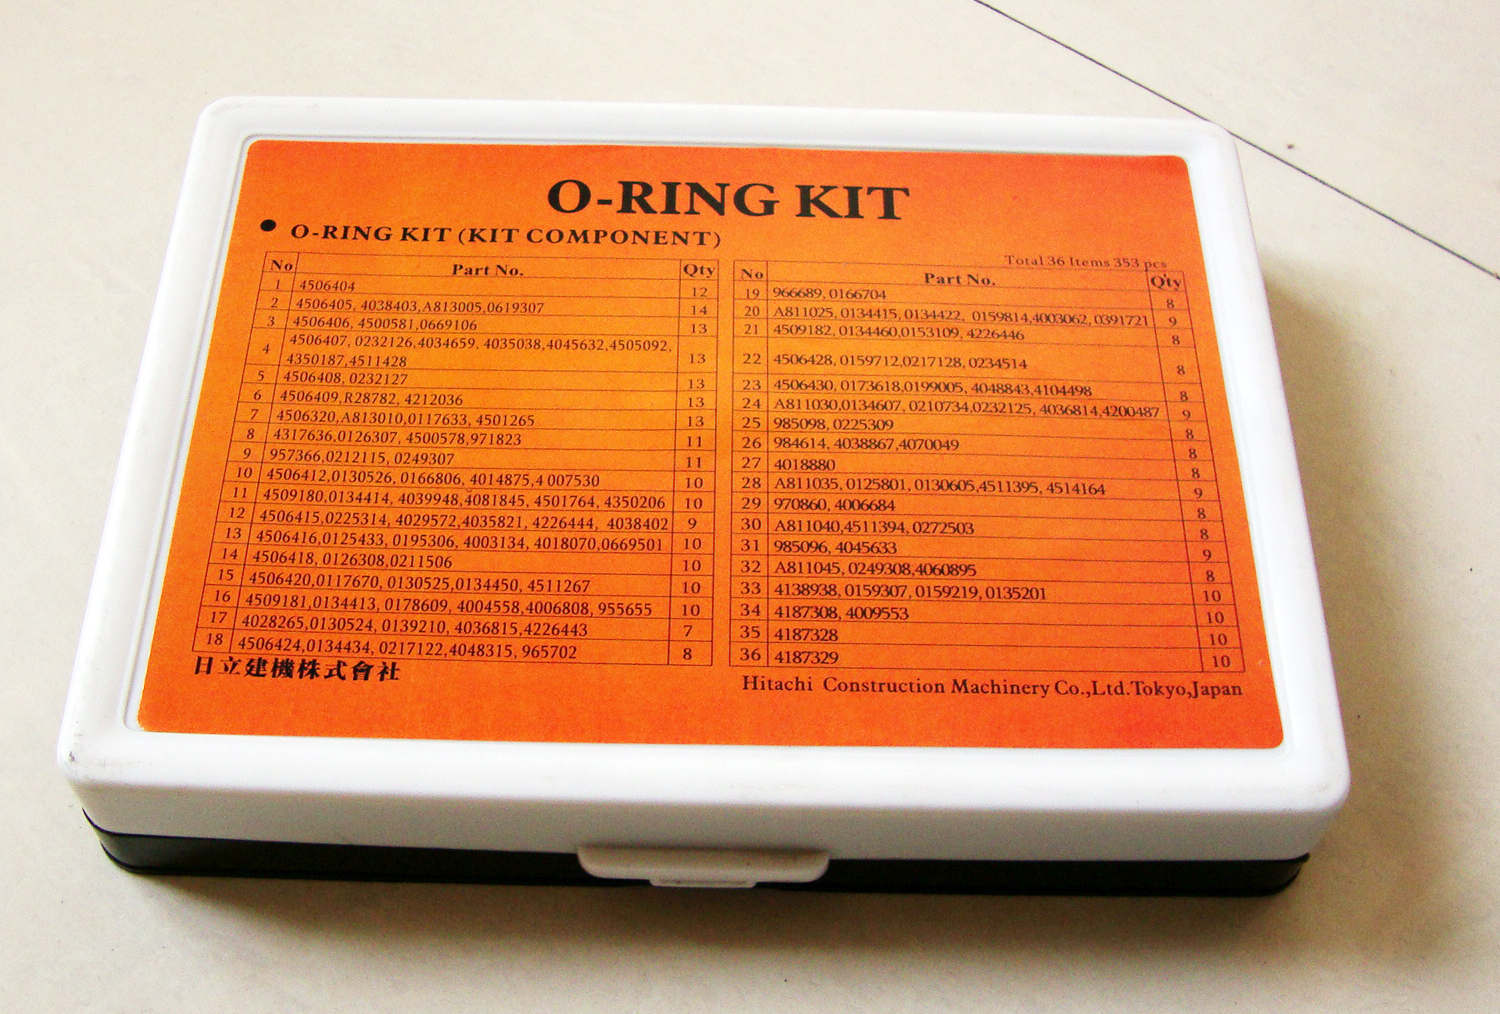 O-RING KIT
● O-RING KIT (KIT COMPONENT)
Total 36 Items 353 pcs
No Part No. Qty
1 4506404 12
2 4506405, 4038403,A813005,0619307 14
3 4506406, 4500581,0669106 13
4 4506407, 0232126,4034659, 4035038,4045632,4505092,
4350187,4511428 13
5 4506408, 0232127 13
6 4506409,R28782, 4212036 13
7 4506320,A813010,0117633, 4501265 13
8 4317636,0126307, 4500578,971823 11
9 957366,0212115, 0249307 11
10 4506412,0130526, 0166806, 4014875,4 007530 10
11 4509180,0134414, 4039948,4081845, 4501764, 4350206 10
12 4506415,0225314, 4029572,4035821, 4226444, 4038402 9
13 4506416,0125433, 0195306, 4003134, 4018070,0669501 10
14 4506418, 0126308,0211506 10
15 4506420,0117670, 0130525,0134450, 4511267 10
16 4509181,0134413, 0178609, 4004558,4006808, 955655 10
17 4028265,0130524, 0139210, 4036815,4226443 7
18 4506424,0134434, 0217122,4048315, 965702 8
No Part No. Qty
19 966689, 0166704 8
20 A811025, 0134415, 0134422, 0159814,4003062, 0391721 9
21 4509182, 0134460,0153109, 4226446 8
22 4506428, 0159712,0217128, 0234514 8
23 4506430, 0173618,0199005, 4048843,4104498 8
24 A811030,0134607, 0210734,0232125, 4036814,4200487 9
25 985098, 0225309 8
26 984614, 4038867,4070049 8
27 4018880 8
28 A811035, 0125801, 0130605,4511395, 4514164 9
29 970860, 4006684 8
30 A811040,4511394, 0272503 8
31 985096, 4045633 9
32 A811045, 0249308,4060895 8
33 4138938, 0159307, 0159219, 0135201 10
34 4187308, 4009553 10
35 4187328 10
36 4187329 10
日立建機株式會社
Hitachi Construction Machinery Co.,Ltd.Tokyo,Japan